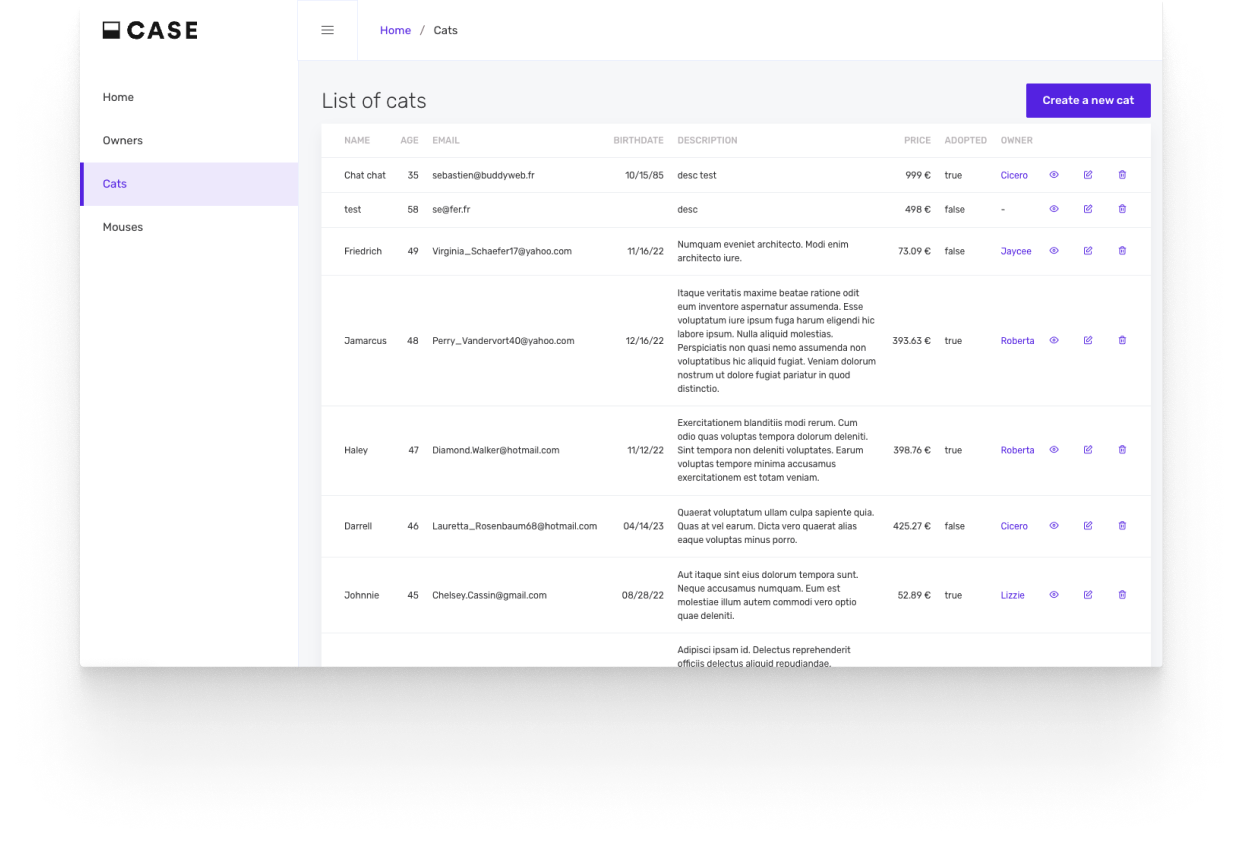 CASE
Home / Cats
Home
Owners
Cats
Mouses
List of cats
Create a new cat
NAME AGE EMAIL BIRTHDATE DESCRIPTION PRICE ADOPTED OWNER
Chat chat 35 sebastien@buddyweb.fr 10/15/85 desc test 999 € true Cicero
test 58 se@fer.fr desc 498 € false -
Friedrich 49 Virginia_Schaefer17@yahoo.com 11/16/22 Numquam eveniet architecto. Modi enim 73.09 € false Jaycee
architecto iure.
Itaque veritatis maxime beatae ratione odit
eum inventore aspernatur assumenda. Esse
voluptatum iure ipsum fuga harum eligendi hic
labore ipsum. Nulla aliquid molestias.
Jamarcus 48 Perry_Vandervort40@yahoo.com 12/16/22 Perspiciatis non quasi nemo assumenda non 393.63 € true Roberta
voluptatibus hic aliquid fugiat. Veniam dolorum
nostrum ut dolore fugiat pariatur in quod
distinctio.
Exercitationem blanditiis modi rerum. Cum
odio quas voluptas tempora dolorum deleniti.
Haley 47 Diamond.Walker@hotmail.com 11/12/22 Sint tempora non deleniti voluptates. Earum 398.76 € true Roberta
voluptas tempore minima accusamus
exercitationem est totam veniam.
Quaerat voluptatum ullam culpa sapiente quia.
Darrell 46 Lauretta_Rosenbaum68@hotmail.com 04/14/23 Quas at vel earum. Dicta vero quaerat alias 425.27 € false Cicero
eaque voluptas minus porro.
Aut itaque sint eius dolorum tempora sunt.
Neque accusamus numquam. Eum est
Johnnie 45 Chelsey.Cassin@gmail.com 08/28/22 molestiae illum autem commodi vero optio 52.89 € true Lizzie
quae deleniti.
Adipisci ipsam id. Delectus reprehenderit
officiis delectus aliquid repudiandae.